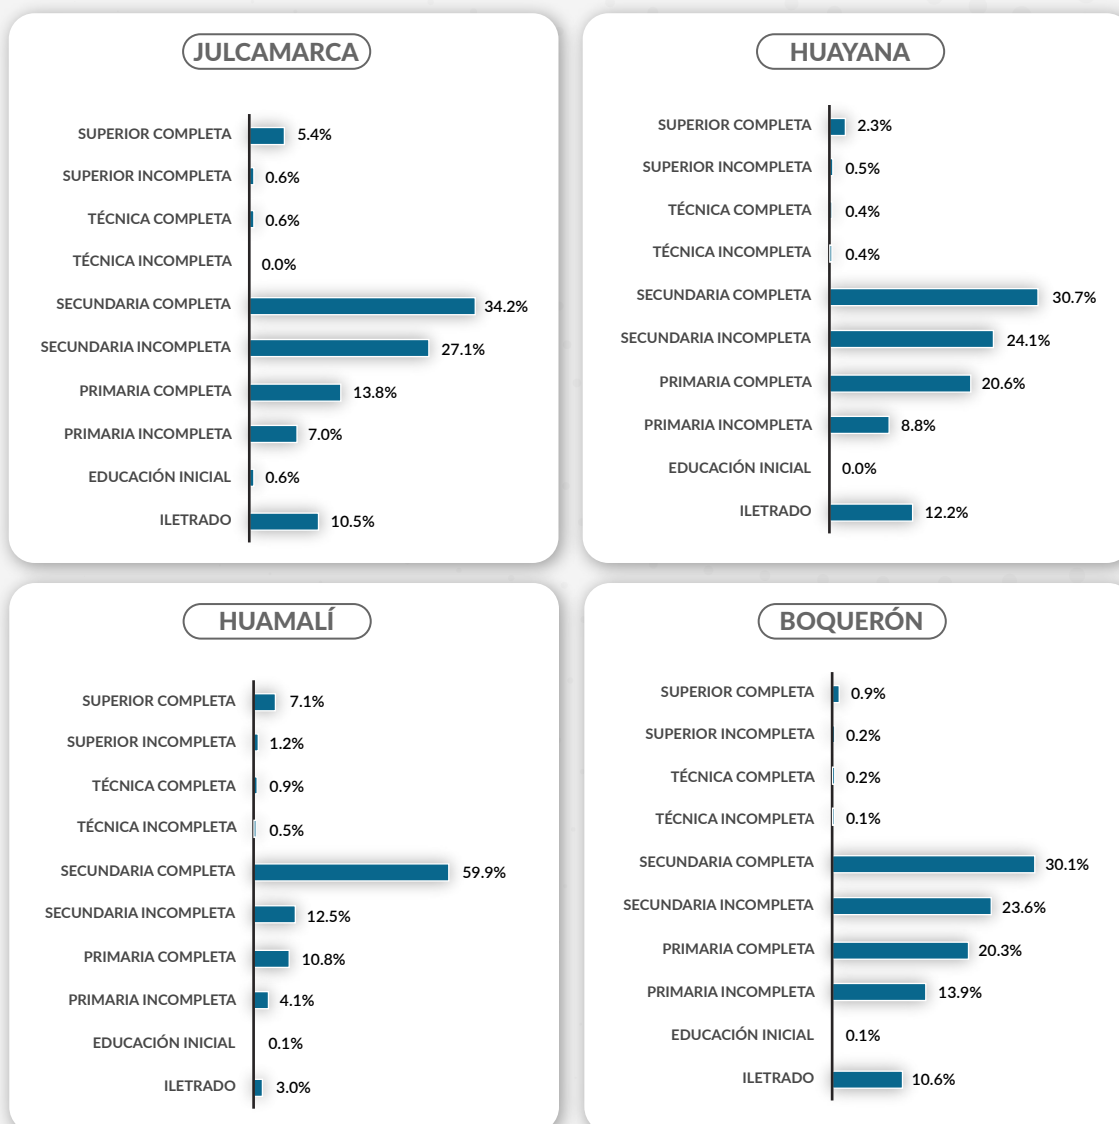 JULCAMARCA
SUPERIOR COMPLETA 5.4%
SUPERIOR INCOMPLETA 0.6%
TÉCNICA COMPLETA 0.6%
TÉCNICA INCOMPLETA 0.0%
SECUNDARIA COMPLETA 34.2%
SECUNDARIA INCOMPLETA 27.1%
PRIMARIA COMPLETA 13.8%
PRIMARIA INCOMPLETA 7.0%
EDUCACIÓN INICIAL 0.6%
ILETRADO 10.5%
HUAYANA
SUPERIOR COMPLETA 2.3%
SUPERIOR INCOMPLETA 0.5%
TÉCNICA COMPLETA 0.4%
TÉCNICA INCOMPLETA 0.4%
SECUNDARIA COMPLETA 30.7%
SECUNDARIA INCOMPLETA 24.1%
PRIMARIA COMPLETA 20.6%
PRIMARIA INCOMPLETA 8.8%
EDUCACIÓN INICIAL 0.0%
ILETRADO 12.2%
HUAMALÍ
SUPERIOR COMPLETA 7.1%
SUPERIOR INCOMPLETA 1.2%
TÉCNICA COMPLETA 0.9%
TÉCNICA INCOMPLETA 0.5%
SECUNDARIA COMPLETA 59.9%
SECUNDARIA INCOMPLETA 12.5%
PRIMARIA COMPLETA 10.8%
PRIMARIA INCOMPLETA 4.1%
EDUCACIÓN INICIAL 0.1%
ILETRADO 3.0%
BOQUERÓN
SUPERIOR COMPLETA 0.9%
SUPERIOR INCOMPLETA 0.2%
TÉCNICA COMPLETA 0.2%
TÉCNICA INCOMPLETA 0.1%
SECUNDARIA COMPLETA 30.1%
SECUNDARIA INCOMPLETA 23.6%
PRIMARIA COMPLETA 20.3%
PRIMARIA INCOMPLETA 13.9%
EDUCACIÓN INICIAL 0.1%
ILETRADO 10.6%